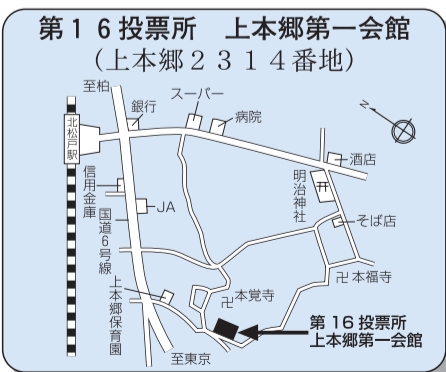 第16投票所 上本郷第一会館
(上本郷2314番地)
至柏
銀行
スーパー
病院
N
北松戸駅
酒店
信用金庫
明治神社
JA
そば店
国道6号線
卍本福寺
上本郷保育園
卍本覚寺
第16投票所
上本郷第一会館
至東京